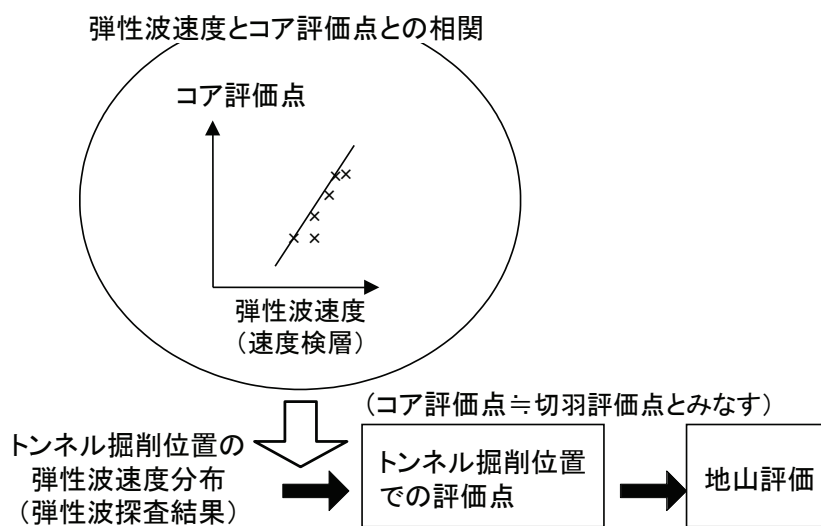 弾性波速度とコア評価点との相関
コア評価点
弾性波速度
(速度検層)
(コア評価点≒切羽評価点とみなす)
トンネル掘削位置の
弾性波速度分布
(弾性波探査結果)
トンネル掘削位置
での評価点
地山評価